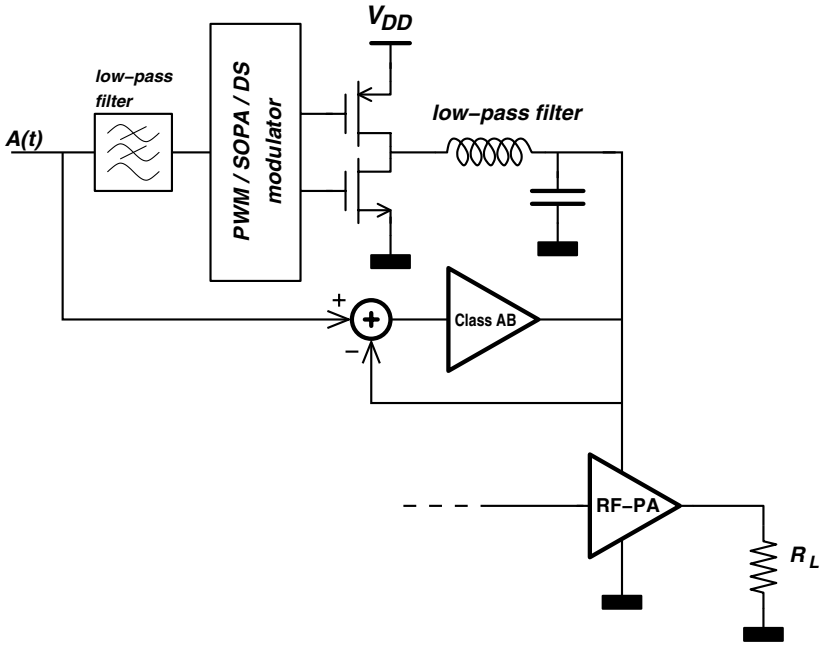 V_DD
low–pass
filter
PWM / SOPA / DS
modulator
low–pass filter
A(t)
+
+
–
Class AB
RF–PA
R_L